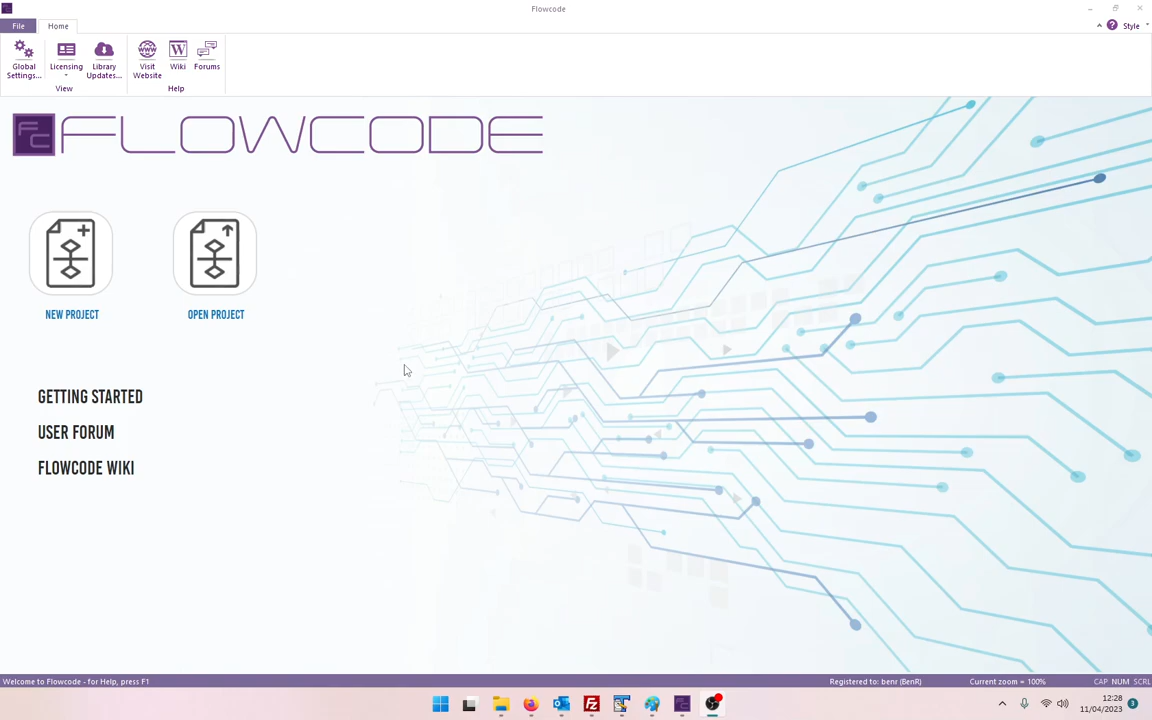 Flowcode
File
Home
Style
Global Settings...
Licensing
Library Updates...
Visit Website
Wiki
Forums
View
Help
FC FLOWCODE
NEW PROJECT
OPEN PROJECT
GETTING STARTED
USER FORUM
FLOWCODE WIKI
Welcome to Flowcode - for Help, press F1
Registered to: benr (BenR)
Current zoom = 100%
CAP NUM SCRL
12:28
11/04/2023
3